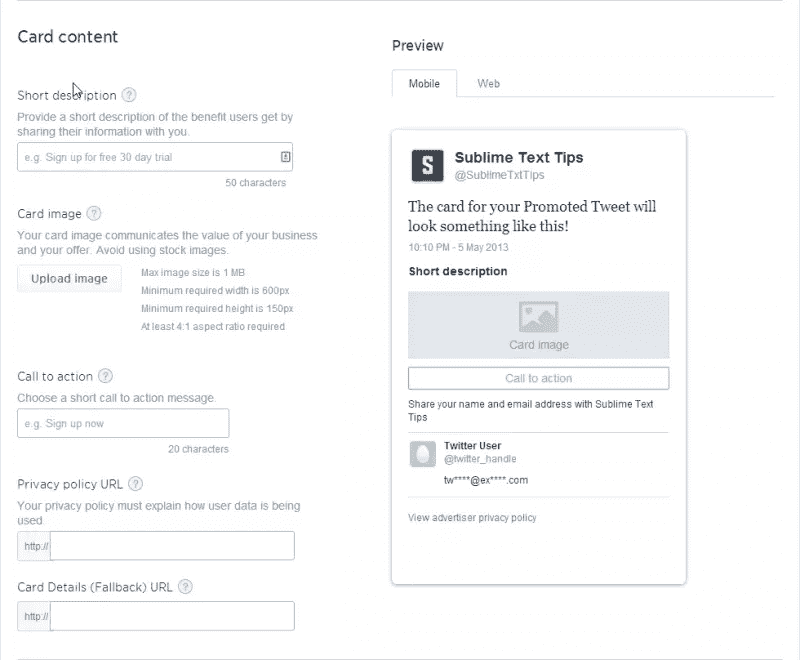 Card content
Short description ?
Provide a short description of the benefit users get by
sharing their information with you.
e.g. Sign up for free 30 day trial
50 characters
Card image ?
Your card image communicates the value of your business
and your offer. Avoid using stock images.
Upload image
Max image size is 1 MB
Minimum required width is 600px
Minimum required height is 150px
At least 4:1 aspect ratio required
Call to action ?
Choose a short call to action message.
e.g. Sign up now
20 characters
Privacy policy URL ?
Your privacy policy must explain how user data is being
used.
http://
Card Details (Fallback) URL ?
http://
Preview
Mobile
Web
S
Sublime Text Tips
@SublimeTxtTips
The card for your Promoted Tweet will
look something like this!
10:10 PM - 5 May 2013
Short description
Card image
Call to action
Share your name and email address with Sublime Text
Tips
Twitter User
@twitter_handle
tw****@ex****.com
View advertiser privacy policy